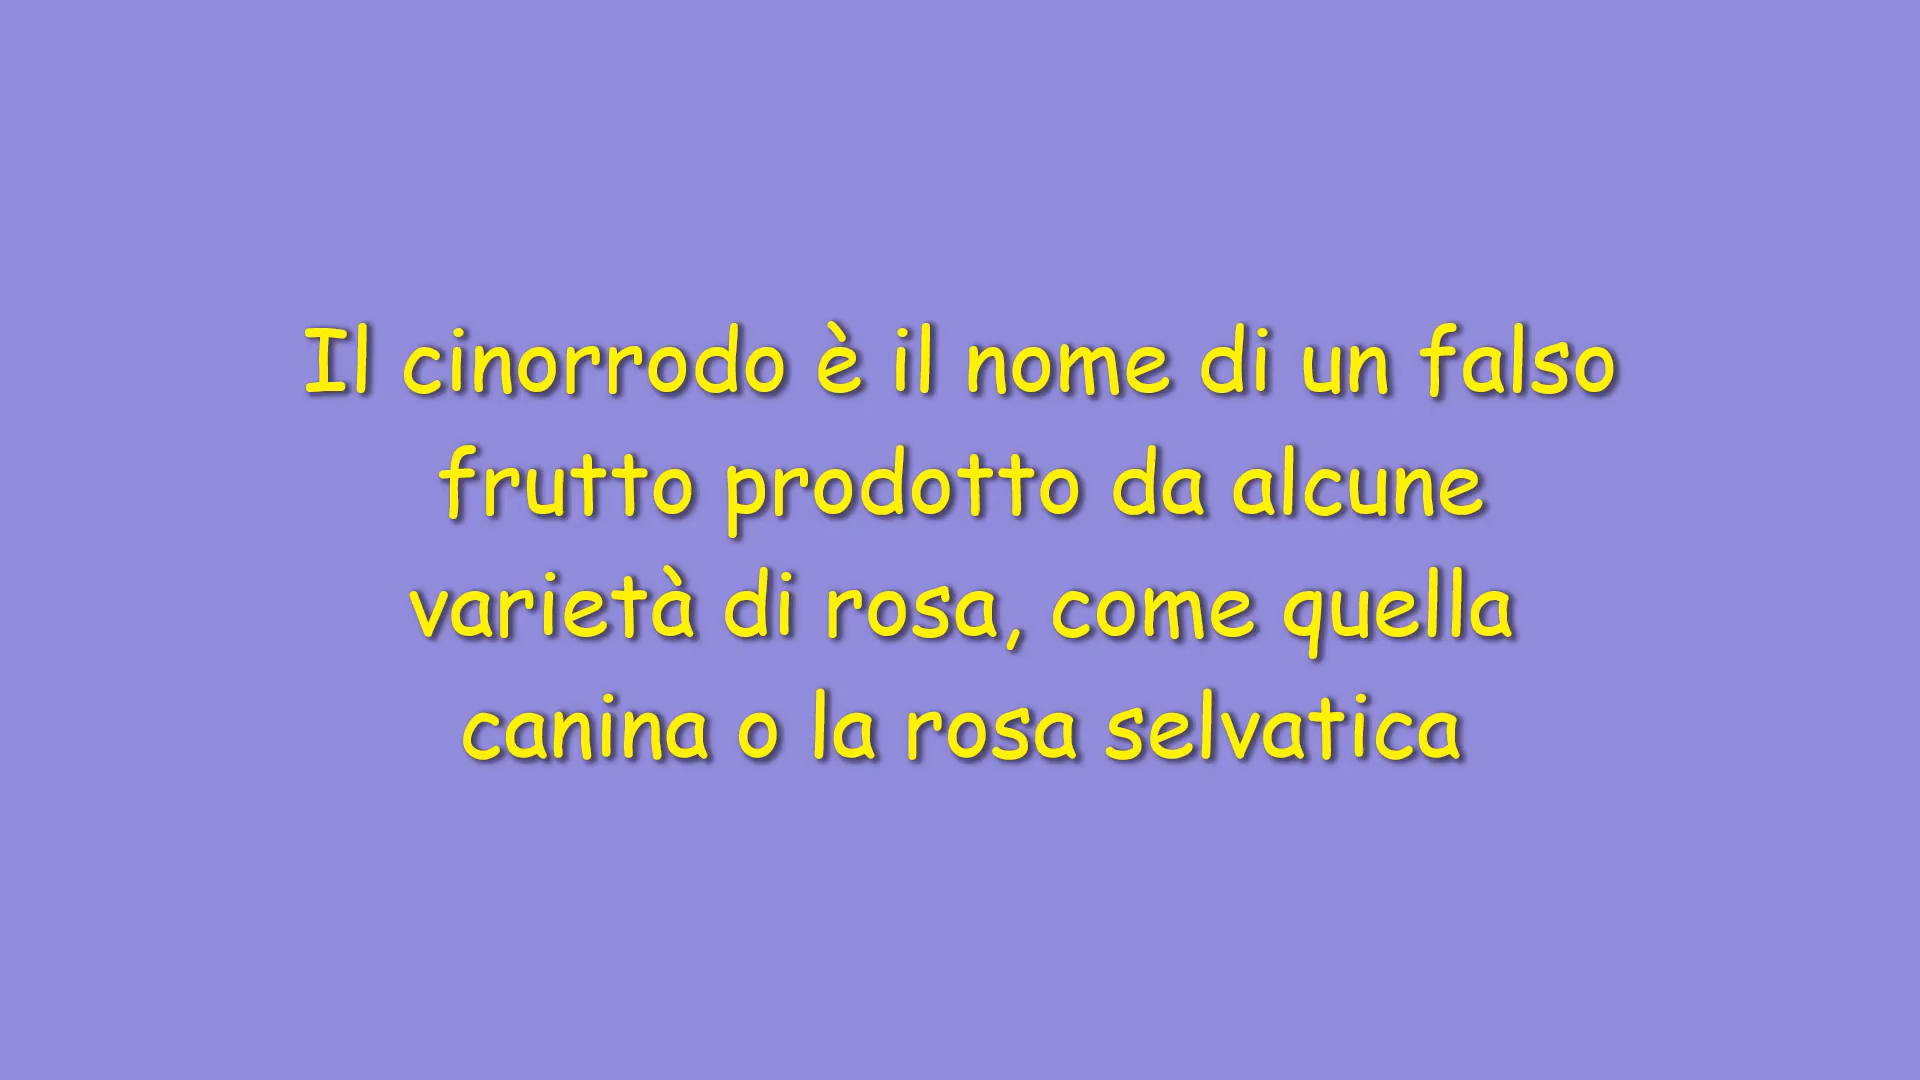 Il cinorrodo è il nome di un falso
frutto prodotto da alcune
varietà di rosa, come quella
canina o la rosa selvatica